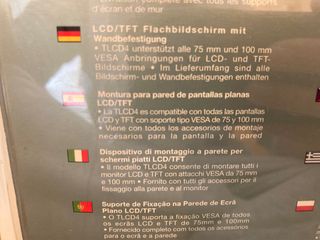 Livraison complète avec tous les supports
d'écran et de mur
LCD/TFT Flachbildschirm mit
Wandbefestigung
• TLCD4 unterstützt alle 75 mm und 100 mm
VESA Anbringungen für LCD- und TFT-
Bildschirme • Im Lieferumfang sind alle
Bildschirm- und Wandbefestigungen enthalten
Montura para pared de pantallas planas
LCD/TFT
• La TLCD4 es compatible con todas las pantallas
LCD y TFT con soporte tipo VESA de 75 y 100 mm
• Viene con todos los accesorios de montaje
necesarios para la pantalla y la pared
Dispositivo di montaggio a parete per
schermi piatti LCD/TFT
• Il modello TLCD4 consente di montare tutti i
monitor LCD e TFT con attacchi VESA da 75 mm
e 100 mm • Fornito con tutti gli accessori per il
fissaggio alla parete e al monitor
Suporte de Fixação na Parede de Ecrã
Plano LCD/TFT
• O TLCD4 suporta a fixação VESA de todos
os ecrãs LCD e TFT de 75mm e 100mm
• Fornecido completo com todos os acessórios
para o ecrã e a parede